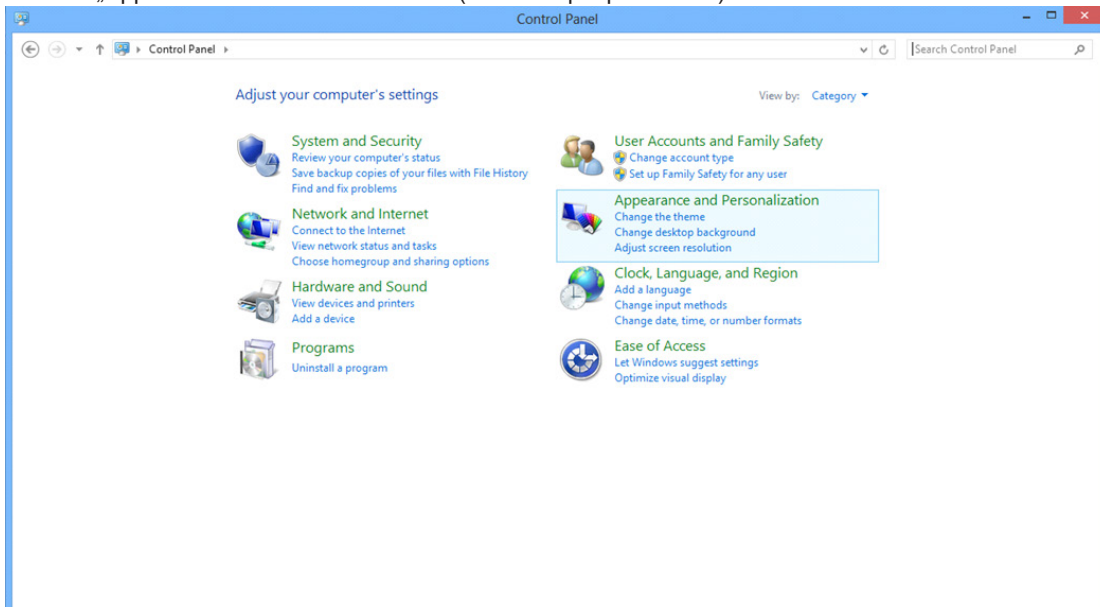 Control Panel
Control Panel
Search Control Panel
Adjust your computer's settings
View by: Category
System and Security
Review your computer's status
Save backup copies of your files with File History
Find and fix problems
Network and Internet
Connect to the Internet
View network status and tasks
Choose homegroup and sharing options
Hardware and Sound
View devices and printers
Add a device
Programs
Uninstall a program
User Accounts and Family Safety
Change account type
Set up Family Safety for any user
Appearance and Personalization
Change the theme
Change desktop background
Adjust screen resolution
Clock, Language, and Region
Add a language
Change input methods
Change date, time, or number formats
Ease of Access
Let Windows suggest settings
Optimize visual display